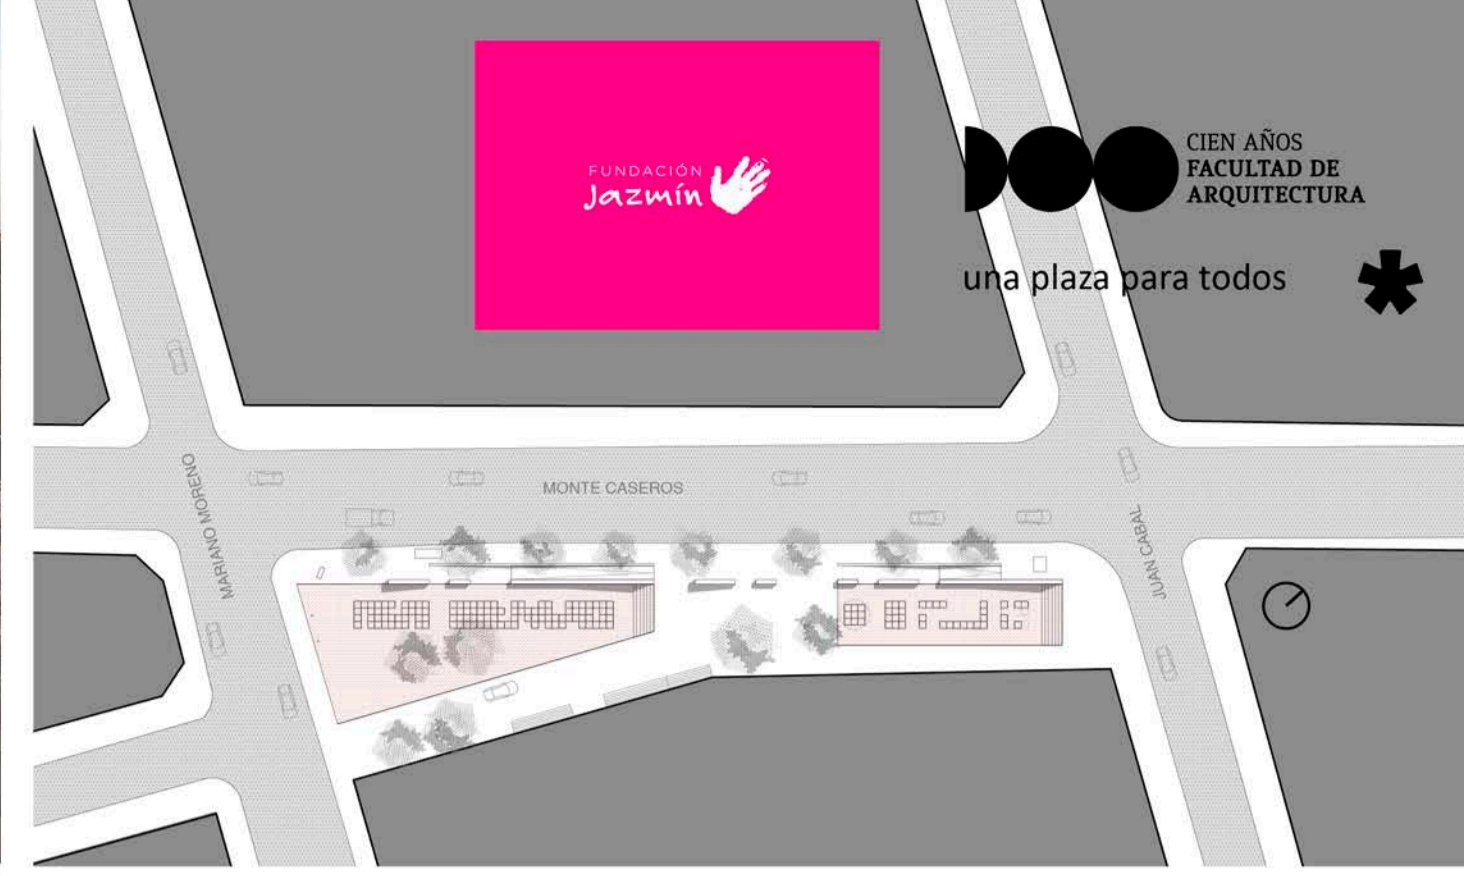 FUNDACIÓN
Jazmín
CIEN AÑOS
FACULTAD DE
ARQUITECTURA
una plaza para todos
MARIANO MORENO
MONTE CASEROS
JUAN CABAL